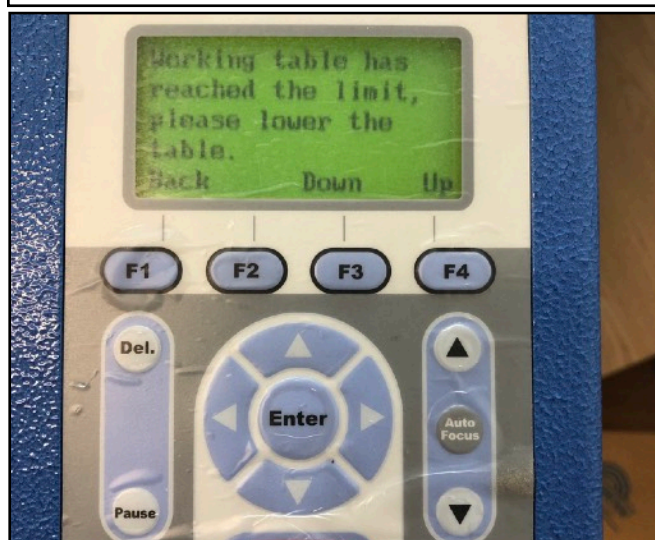 Working table has
reached the limit,
please lower the
table.
Back Down Up
F1 F2 F3 F4
Del.
Enter
Auto
Focus
Pause